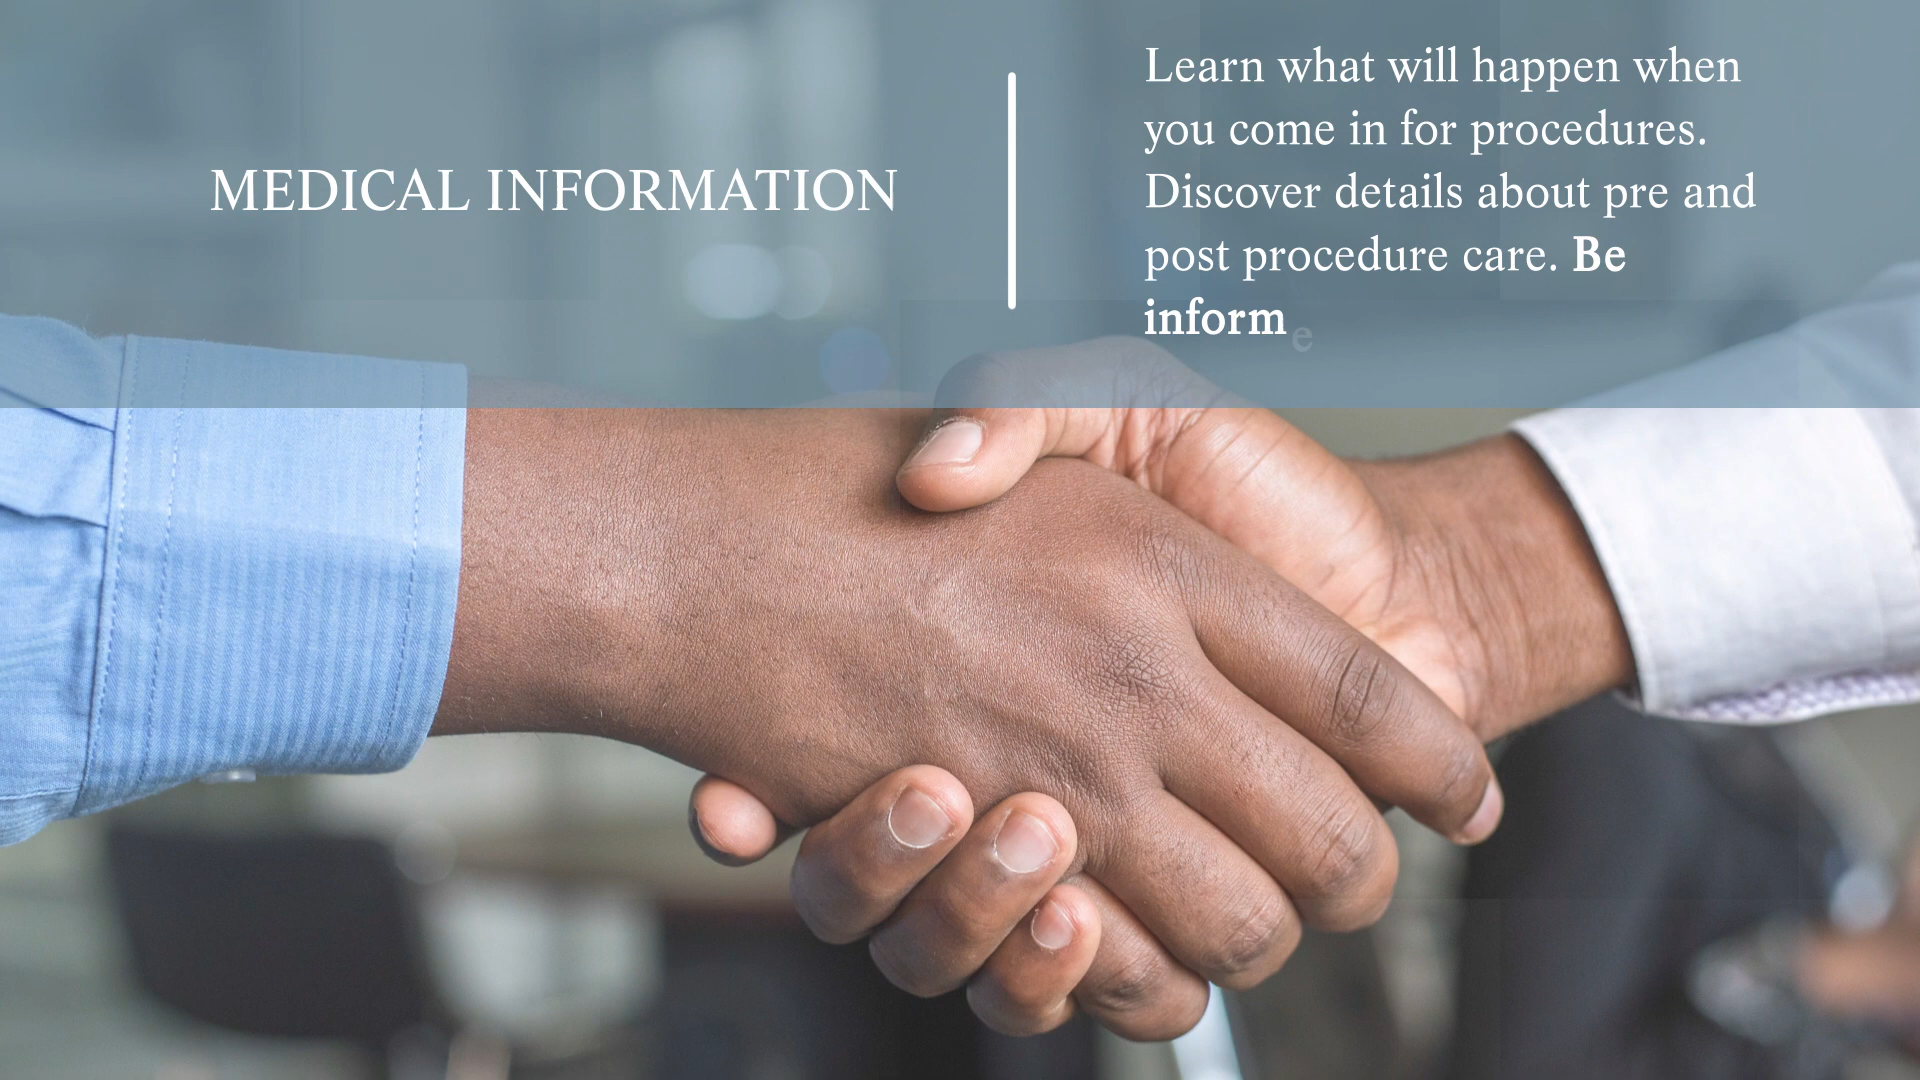 MEDICAL INFORMATION
Learn what will happen when
you come in for procedures.
Discover details about pre and
post procedure care. Be
informe